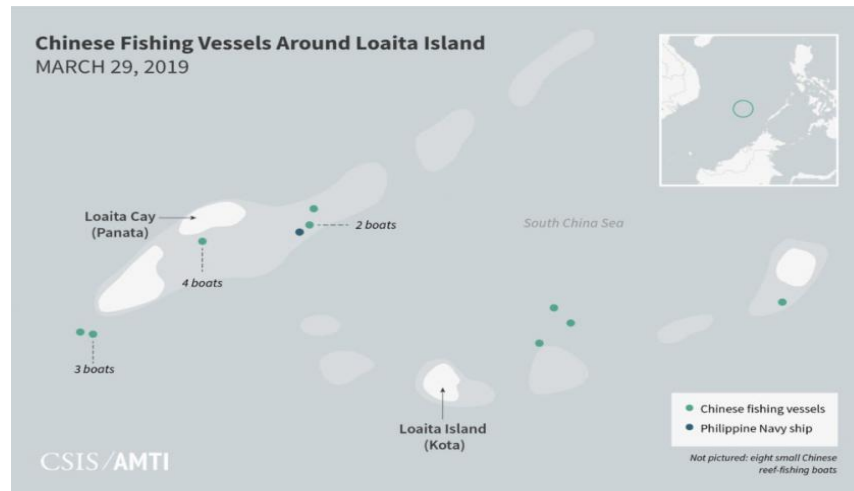 Chinese Fishing Vessels Around Loaita Island
MARCH 29, 2019
Loaita Cay
(Panata)
2 boats
South China Sea
4 boats
3 boats
Loaita Island
(Kota)
Chinese fishing vessels
Philippine Navy ship
Not pictured: eight small Chinese
reef-fishing boats
CSIS/AMTI